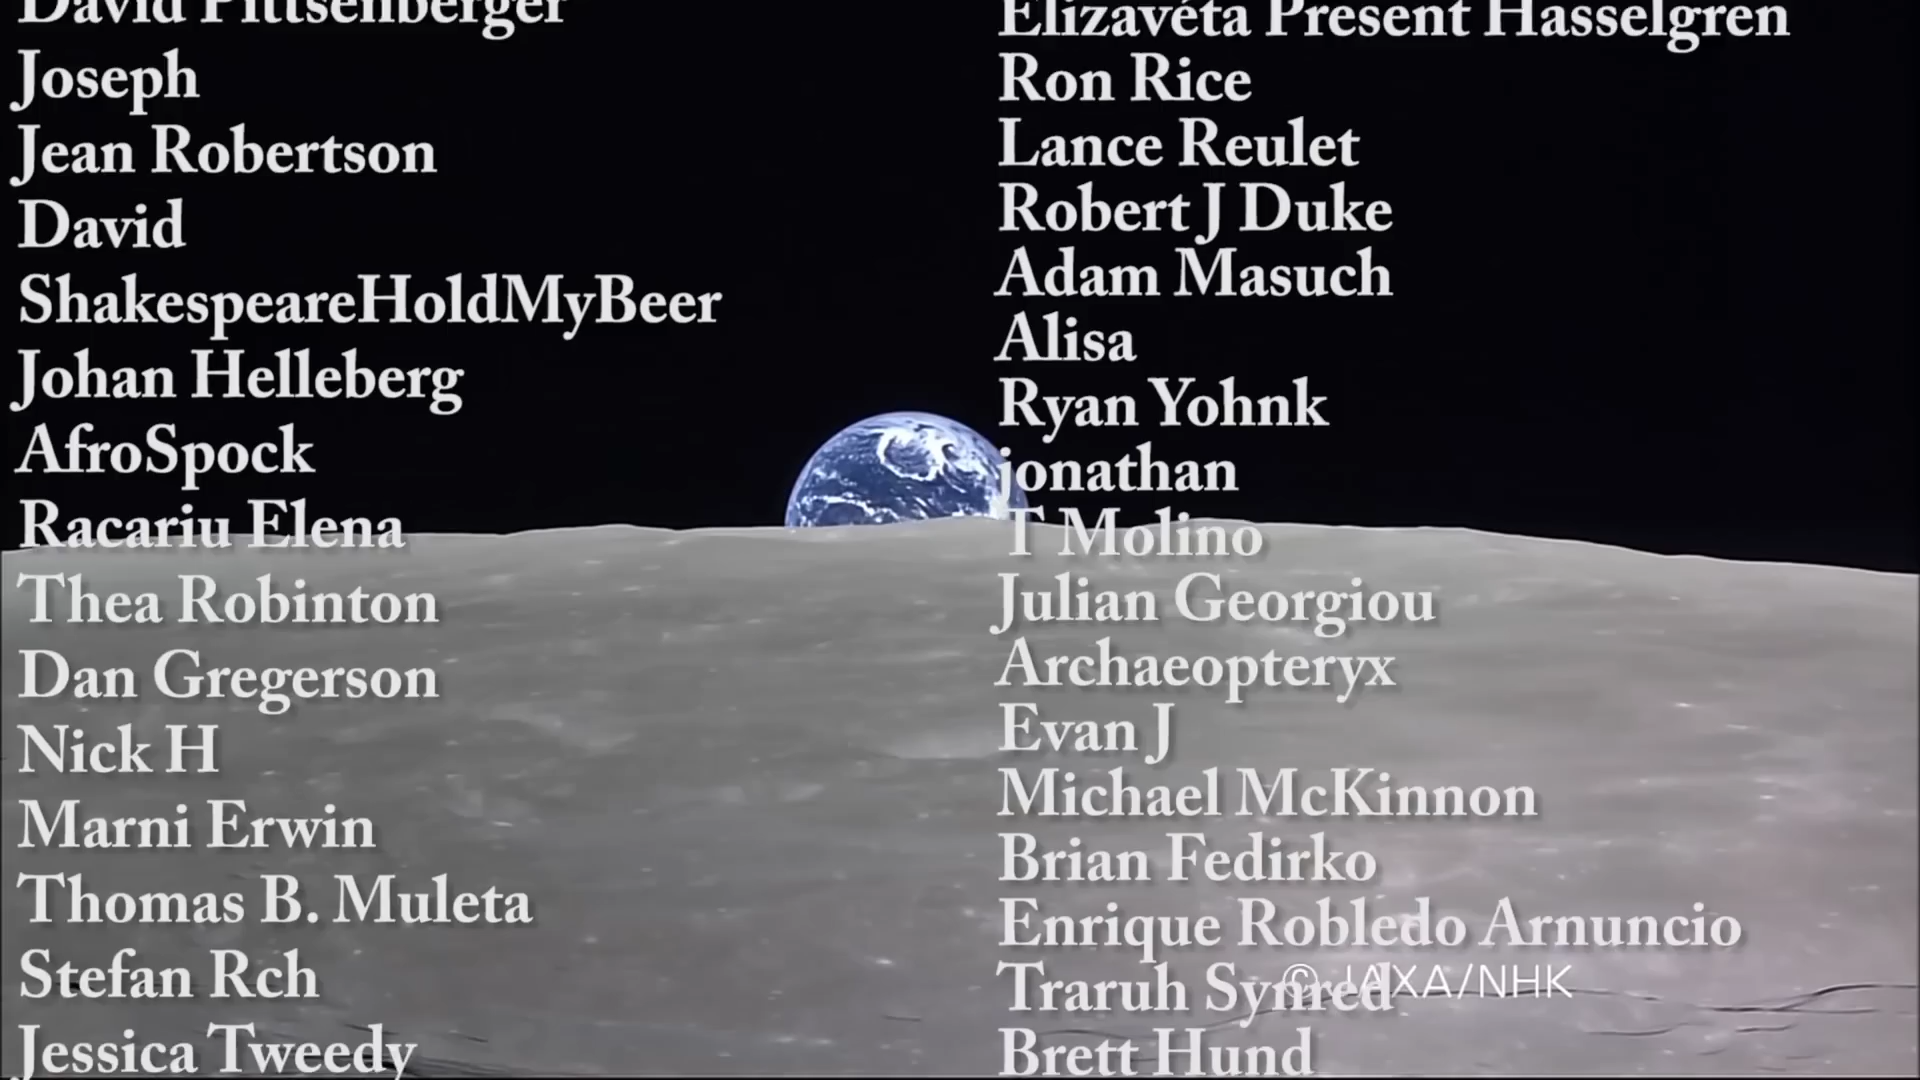 David Pittsenberger
Joseph
Jean Robertson
David
ShakespeareHoldMyBeer
Johan Helleberg
AfroSpock
Racariu Elena
Thea Robinton
Dan Gregerson
Nick H
Marni Erwin
Thomas B. Muleta
Stefan Rch
Jessica Tweedy
Elizavéta Present Hasselgren
Ron Rice
Lance Reulet
Robert J Duke
Adam Masuch
Alisa
Ryan Yohnk
jonathan
T Molino
Julian Georgiou
Archaeopteryx
Evan J
Michael McKinnon
Brian Fedirko
Enrique Robledo Arnuncio
Traruh Synred
Brett Hund
© JAXA/NHK